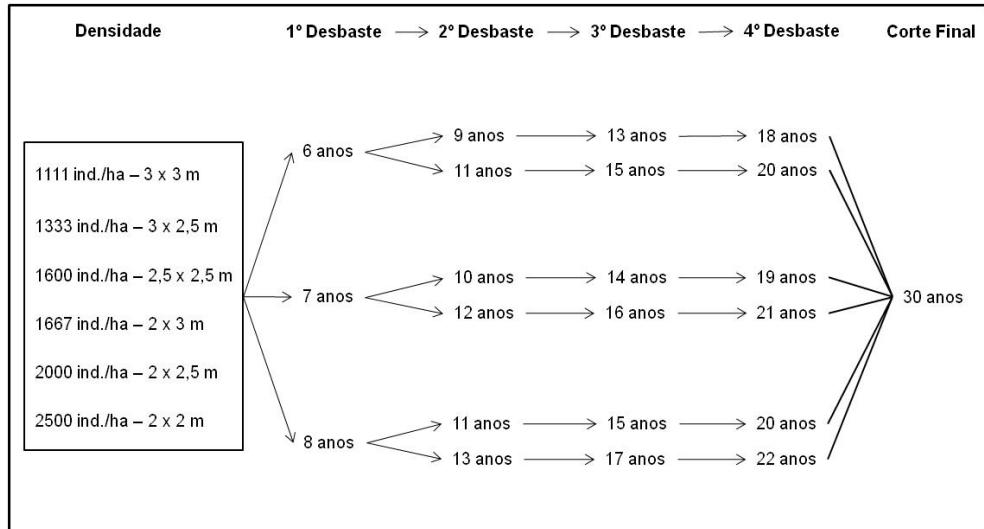 Densidade 1º Desbaste 2º Desbaste 3º Desbaste 4º Desbaste Corte Final
1111 ind./ha – 3 x 3 m
1333 ind./ha – 3 x 2,5 m
1600 ind./ha – 2,5 x 2,5 m
1667 ind./ha – 2 x 3 m
2000 ind./ha – 2 x 2,5 m
2500 ind./ha – 2 x 2 m
6 anos
9 anos 13 anos 18 anos
11 anos 15 anos 20 anos
7 anos
10 anos 14 anos 19 anos
12 anos 16 anos 21 anos
8 anos
11 anos 15 anos 20 anos
13 anos 17 anos 22 anos
30 anos